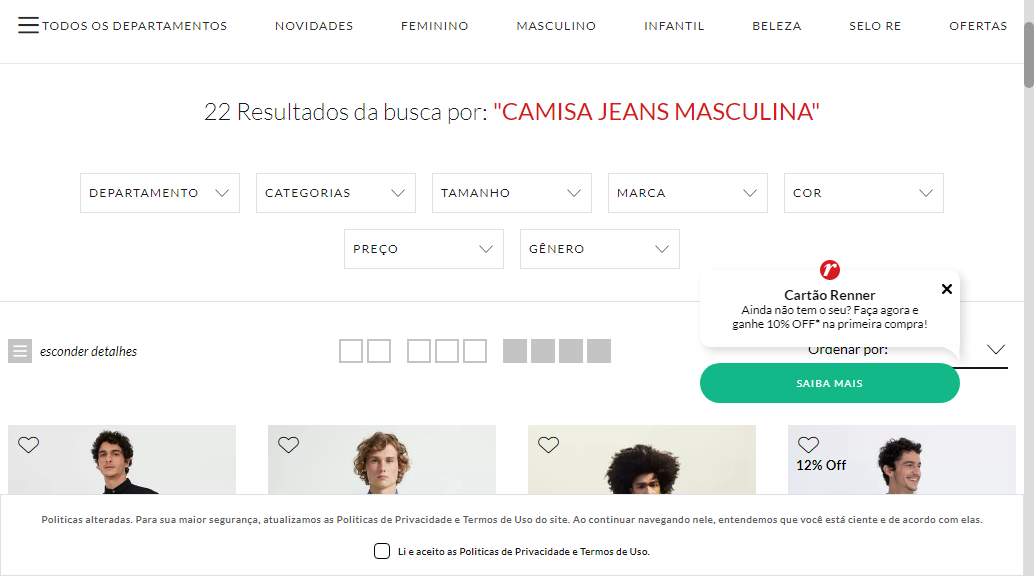 TODOS OS DEPARTAMENTOS NOVIDADES FEMININO MASCULINO INFANTIL BELEZA SELO RE OFERTAS
22 Resultados da busca por: "CAMISA JEANS MASCULINA"
DEPARTAMENTO CATEGORIAS TAMANHO MARCA COR
PREÇO GÊNERO
Cartão Renner
Ainda não tem o seu? Faça agora e
ganhe 10% OFF* na primeira compra!
esconder detalhes
Ordenar por:
SAIBA MAIS
12% Off
Politicas alteradas. Para sua maior segurança, atualizamos as Politicas de Privacidade e Termos de Uso do site. Ao continuar navegando nele, entendemos que você está ciente e de acordo com elas.
Li e aceito as Politicas de Privacidade e Termos de Uso.